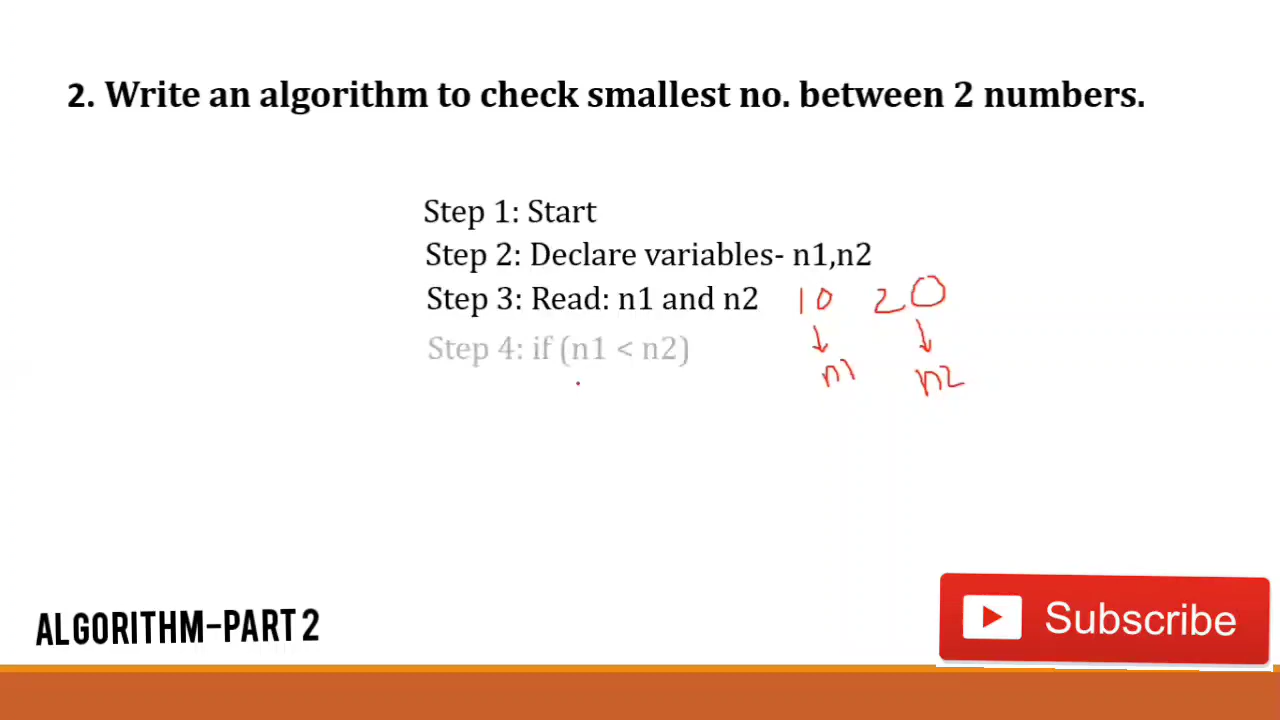 2. Write an algorithm to check smallest no. between 2 numbers.
Step 1: Start
Step 2: Declare variables- n1,n2
Step 3: Read: n1 and n2 10 20
Step 4: if (n1 < n2)
n1 n2
ALGORITHM-PART 2
Subscribe